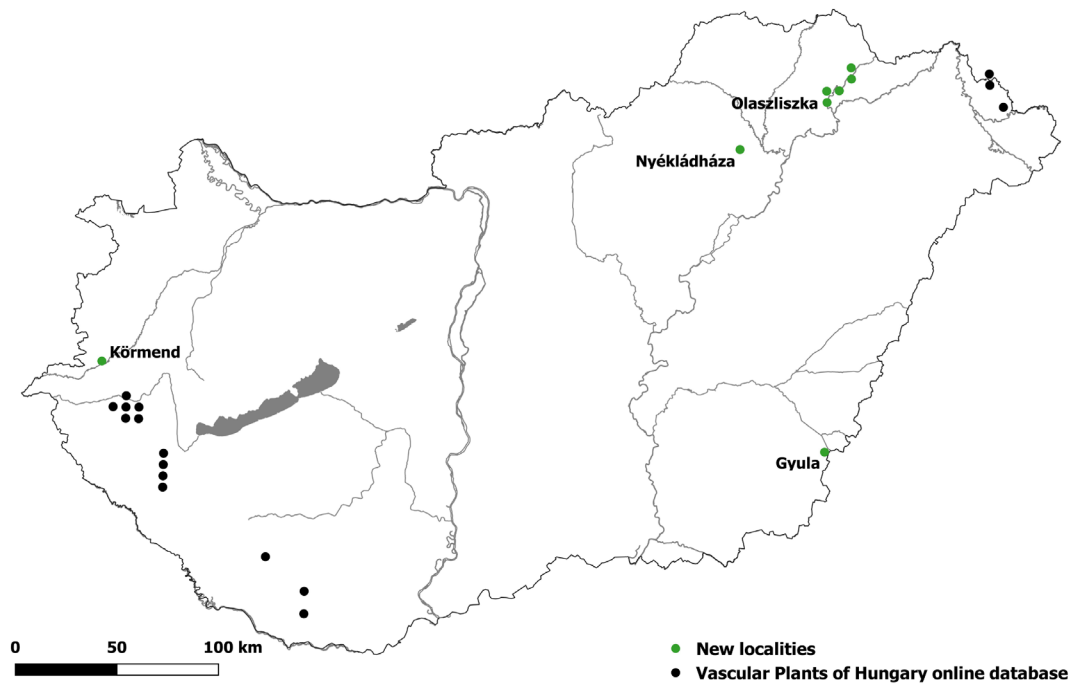 Olaszliszka
Nyékládháza
Körmend
Gyula
0 50 100 km
New localities
Vascular Plants of Hungary online database